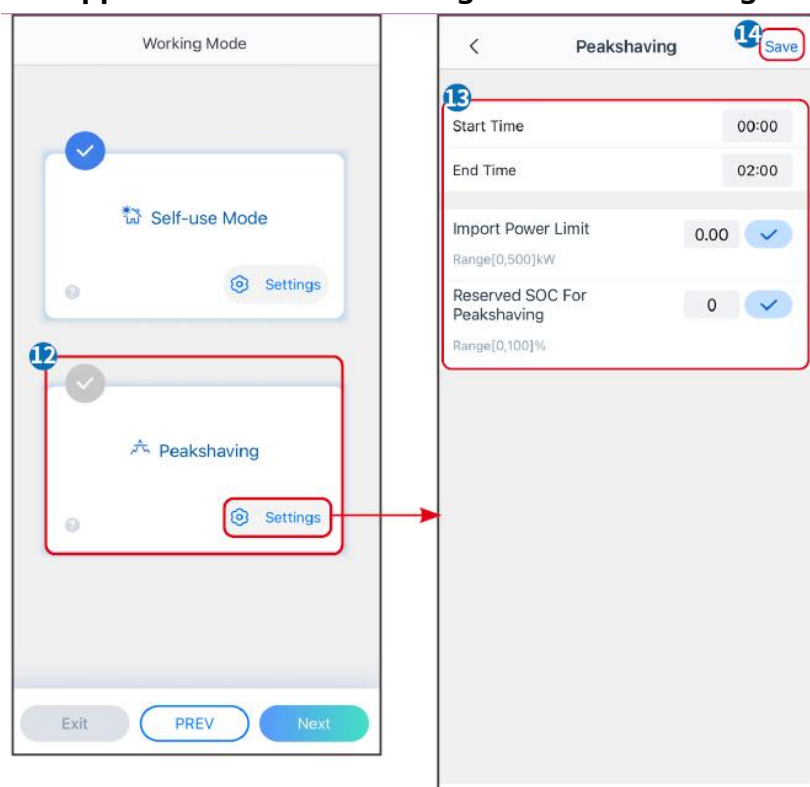 Working Mode
Self-use Mode
Settings
12
Peakshaving
Settings
Exit
PREV
Next
Peakshaving
14
Save
13
Start Time
00:00
End Time
02:00
Import Power Limit
0.00
Range[0,500]kW
Reserved SOC For
Peakshaving
0
Range[0,100]%